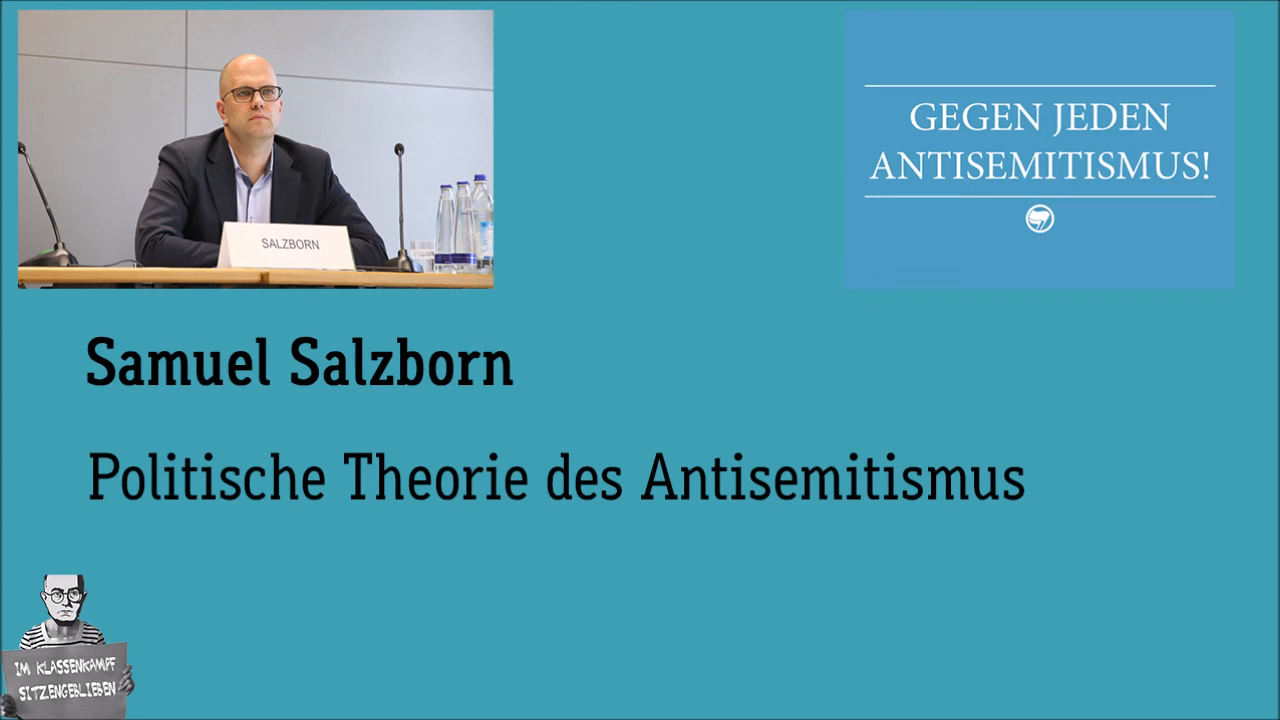 SALZBORN
GEGEN JEDEN
ANTISEMITISMUS!
Samuel Salzborn
Politische Theorie des Antisemitismus
IM KLASSENKAMPF
SITZENGEBLIEBEN